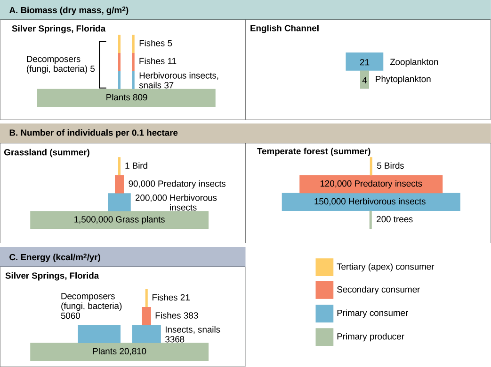 A. Biomass (dry mass, g/m²)
Silver Springs, Florida
Fishes 5
Decomposers
(fungi, bacteria) 5
Fishes 11
Herbivorous insects,
snails 37
Plants 809
English Channel
21 Zooplankton
4 Phytoplankton
B. Number of individuals per 0.1 hectare
Grassland (summer)
1 Bird
90,000 Predatory insects
200,000 Herbivorous
insects
1,500,000 Grass plants
Temperate forest (summer)
5 Birds
120,000 Predatory insects
150,000 Herbivorous insects
200 trees
C. Energy (kcal/m²/yr)
Silver Springs, Florida
Decomposers
(fungi, bacteria)
5060
Fishes 21
Fishes 383
Insects, snails
3368
Plants 20,810
Tertiary (apex) consumer
Secondary consumer
Primary consumer
Primary producer